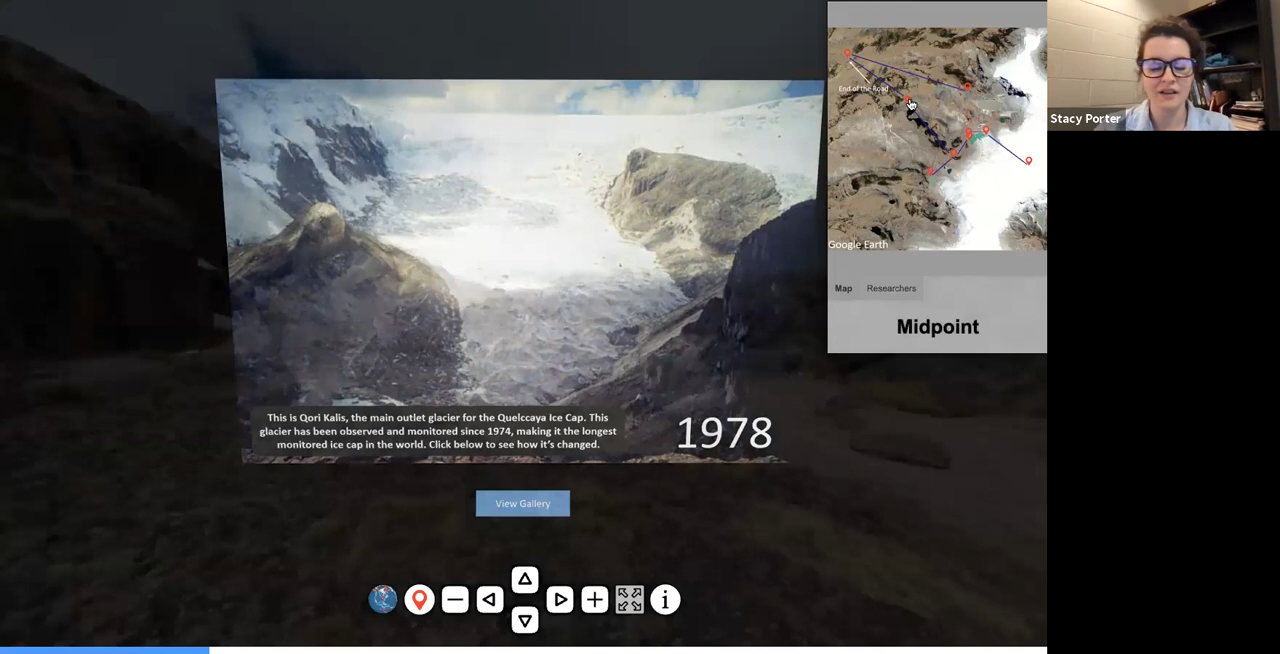 End of the Road
Stacy Porter
Google Earth
Map
Researchers
Midpoint
This is Qori Kalis, the main outlet glacier for the Quelccaya Ice Cap. This
glacier has been observed and monitored since 1974, making it the longest
monitored ice cap in the world. Click below to see how it's changed.
1978
View Gallery
i